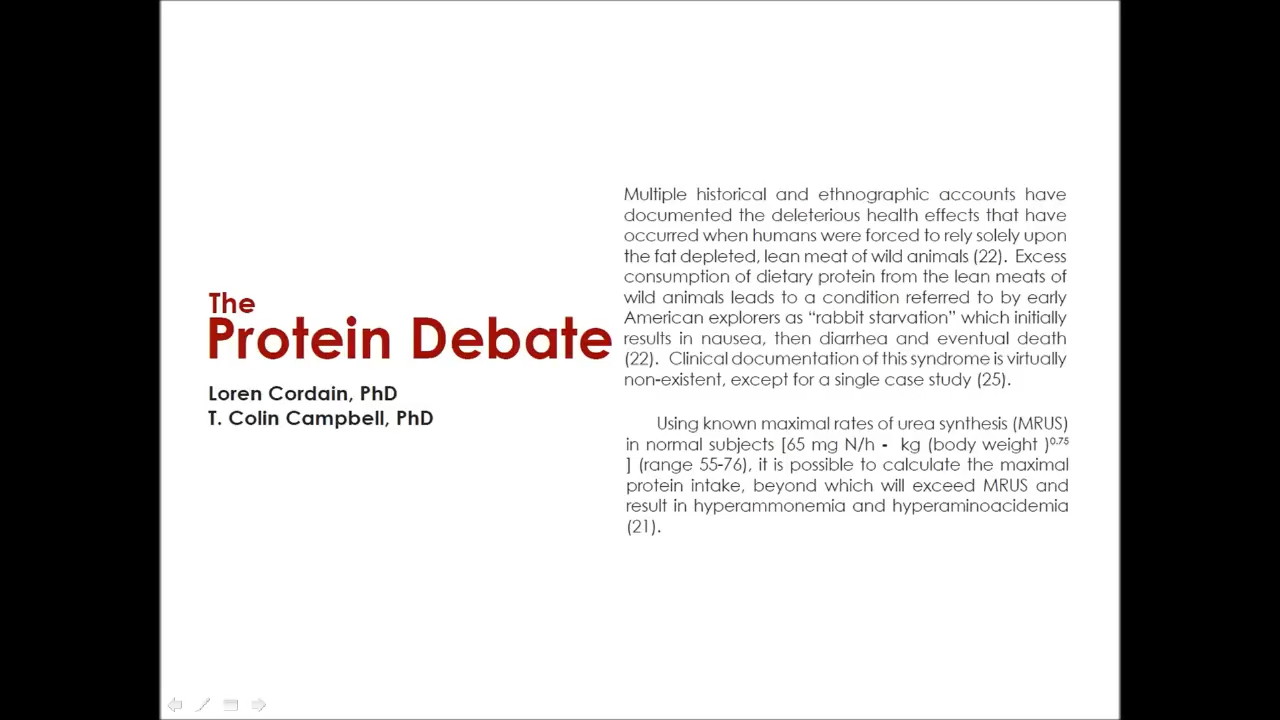 The
Protein Debate
Loren Cordain, PhD
T. Colin Campbell, PhD
Multiple historical and ethnographic accounts have
documented the deleterious health effects that have
occurred when humans were forced to rely solely upon
the fat depleted, lean meat of wild animals (22). Excess
consumption of dietary protein from the lean meats of
wild animals leads to a condition referred to by early
American explorers as “rabbit starvation” which initially
results in nausea, then diarrhea and eventual death
(22). Clinical documentation of this syndrome is virtually
non-existent, except for a single case study (25).
Using known maximal rates of urea synthesis (MRUS)
in normal subjects [65 mg N/h - kg (body weight )0.75
] (range 55-76), it is possible to calculate the maximal
protein intake, beyond which will exceed MRUS and
result in hyperammonemia and hyperaminoacidemia
(21).